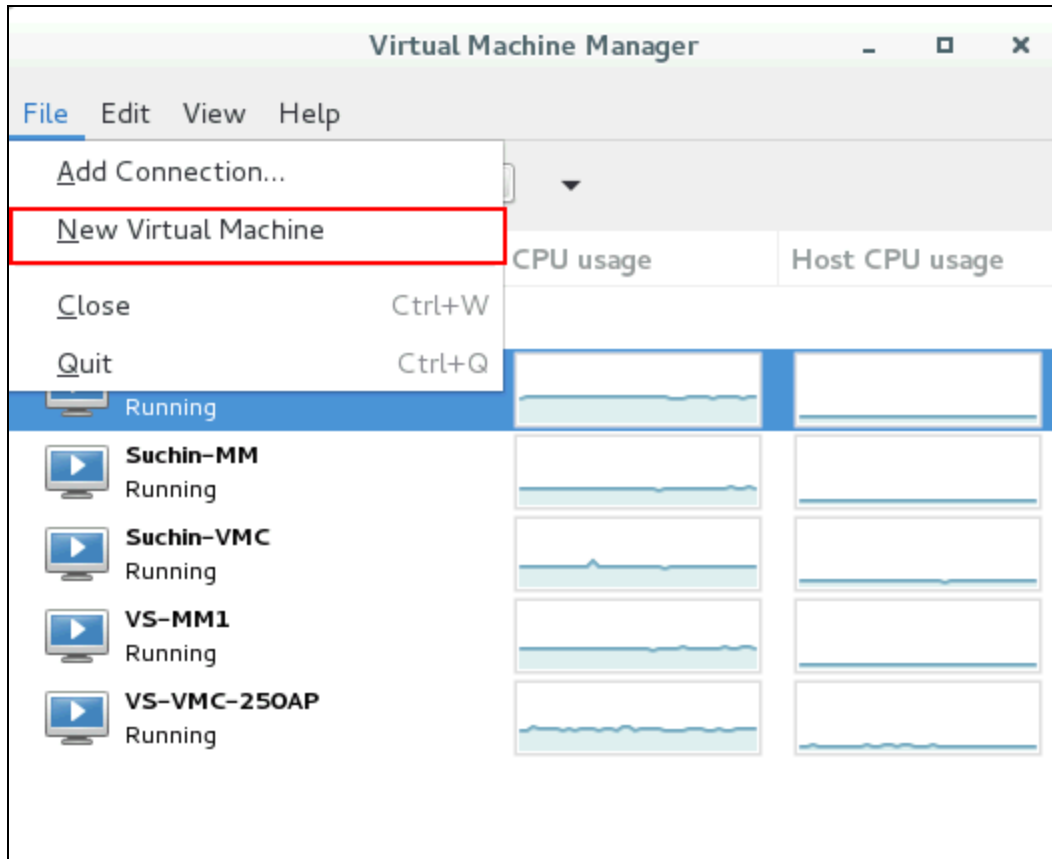 Virtual Machine Manager
File Edit View Help
Add Connection...
New Virtual Machine
CPU usage Host CPU usage
Close Ctrl+W
Quit Ctrl+Q
Running
Suchin-MM
Running
Suchin-VMC
Running
VS-MM1
Running
VS-VMC-250AP
Running